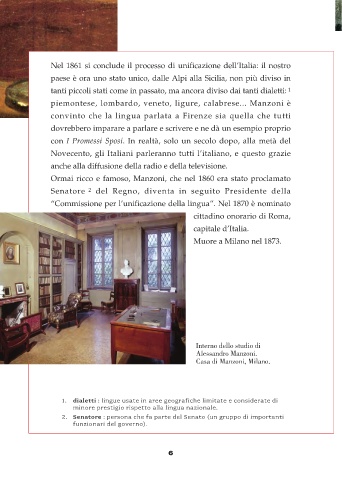 Nel 1861 si conclude il processo di unificazione dell'Italia: il nostro
paese è ora uno stato unico, dalle Alpi alla Sicilia, non più diviso in
tanti piccoli stati come in passato, ma ancora diviso dai tanti dialetti: 1
piemontese, lombardo, veneto, ligure, calabrese... Manzoni è
convinto che la lingua parlata a Firenze sia quella che tutti
dovrebbero imparare a parlare e scrivere e ne dà un esempio proprio
con I Promessi Sposi. In realtà, solo un secolo dopo, alla metà del
Novecento, gli Italiani parleranno tutti l'italiano, e questo grazie
anche alla diffusione della radio e della televisione.
Ormai ricco e famoso, Manzoni, che nel 1860 era stato proclamato
Senatore 2 del Regno, diventa in seguito Presidente della
“Commissione per l'unificazione della lingua”. Nel 1870 è nominato
cittadino onorario di Roma,
capitale d'Italia.
Muore a Milano nel 1873.
Interno dello studio di
Alessandro Manzoni.
Casa di Manzoni, Milano.
1. dialetti : lingue usate in aree geografiche limitate e considerate di
minore prestigio rispetto alla lingua nazionale.
2. Senatore : persona che fa parte del Senato (un gruppo di importanti
funzionari del governo).
6